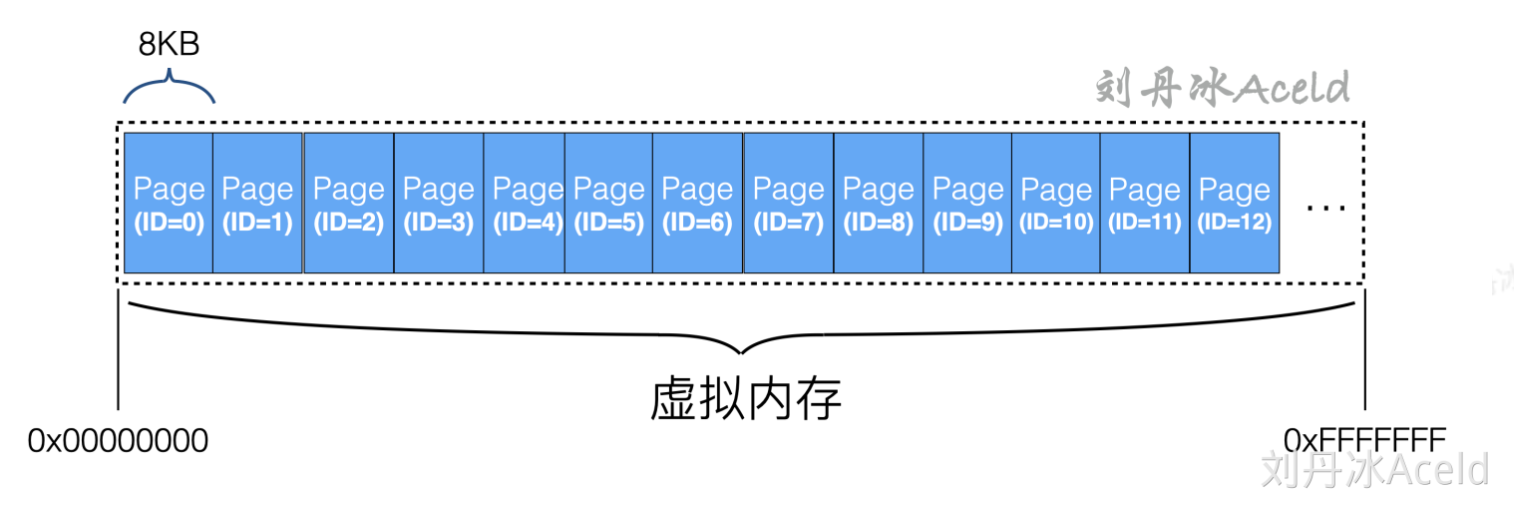 8KB
刘丹冰Aceld
Page Page Page Page Page Page Page Page Page Page Page Page Page
(ID=0) (ID=1) (ID=2) (ID=3) (ID=4) (ID=5) (ID=6) (ID=7) (ID=8) (ID=9) (ID=10) (ID=11) (ID=12) ...
虚拟内存
0x00000000 0xFFFFFFFF
刘丹冰Aceld